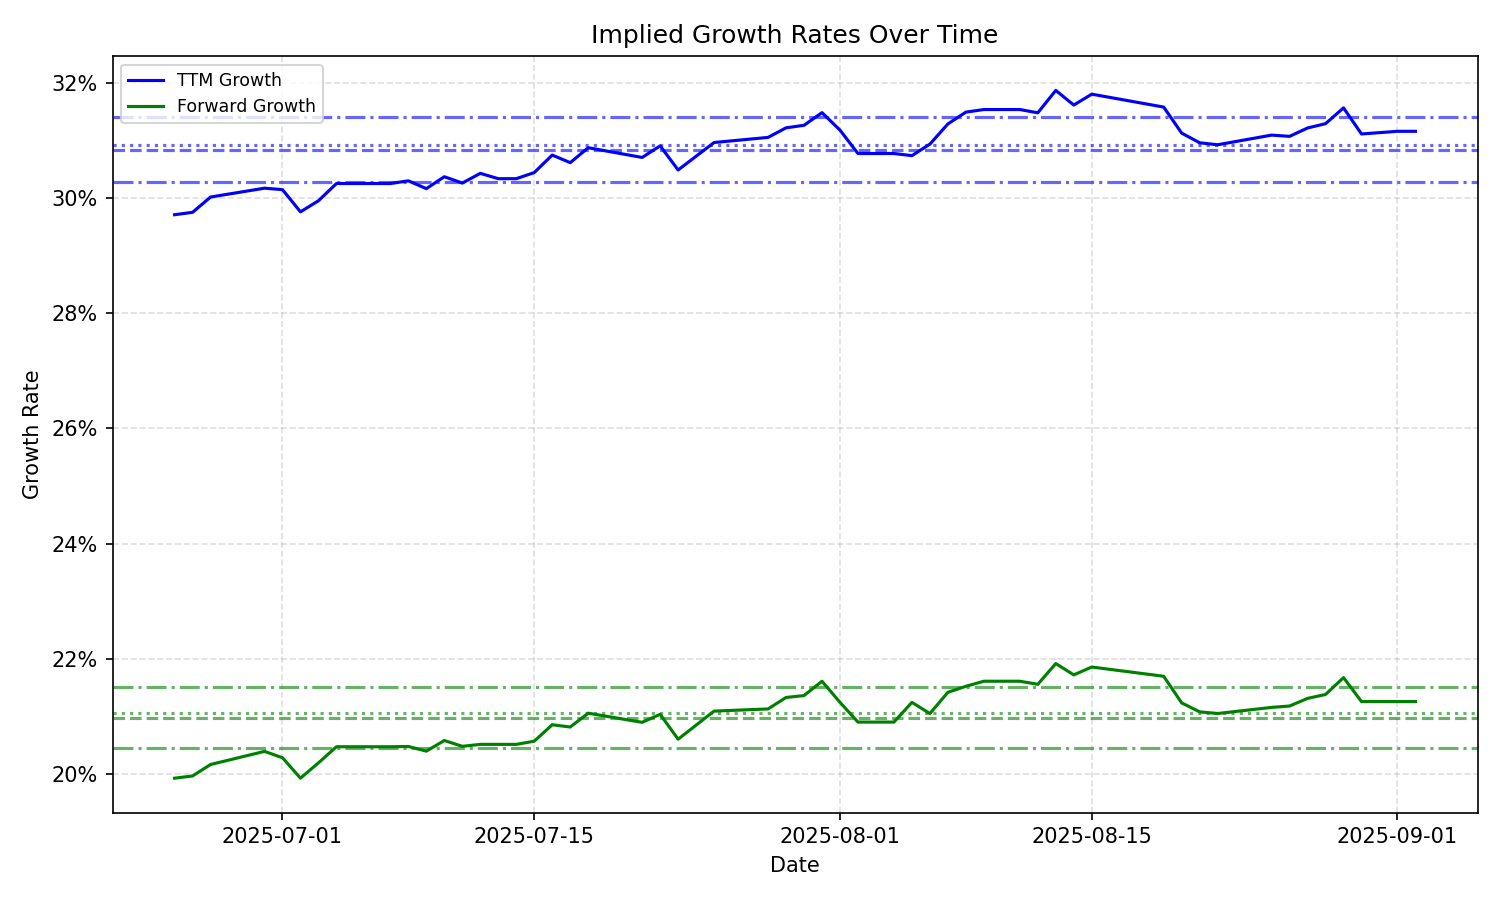 Implied Growth Rates Over Time
TTM Growth
Forward Growth
32%
30%
28%
26%
24%
22%
20%
Growth Rate
2025-07-01
2025-07-15
2025-08-01
2025-08-15
2025-09-01
Date